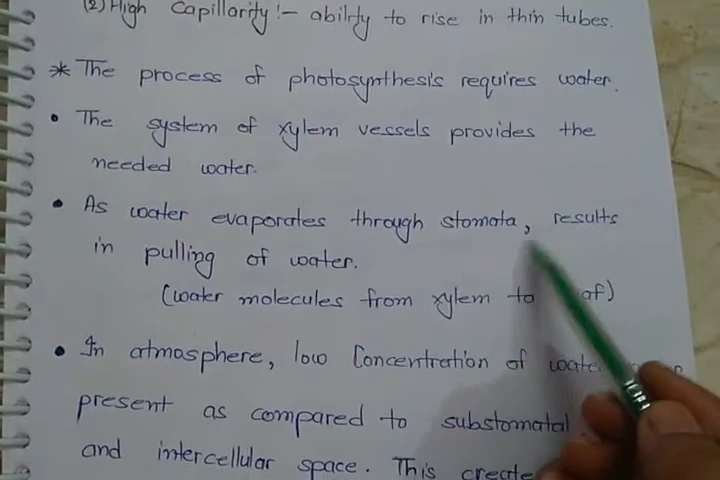 (2) High Capillarity :- ability to rise in thin tubes.
* The process of photosynthesis requires water.
• The system of xylem vessels provides the
needed water.
• As water evaporates through stomata, results
in pulling of water.
(water molecules from xylem to
• In atmosphere, low Concentration of
present as compared to substomatal
and intercellular space. This